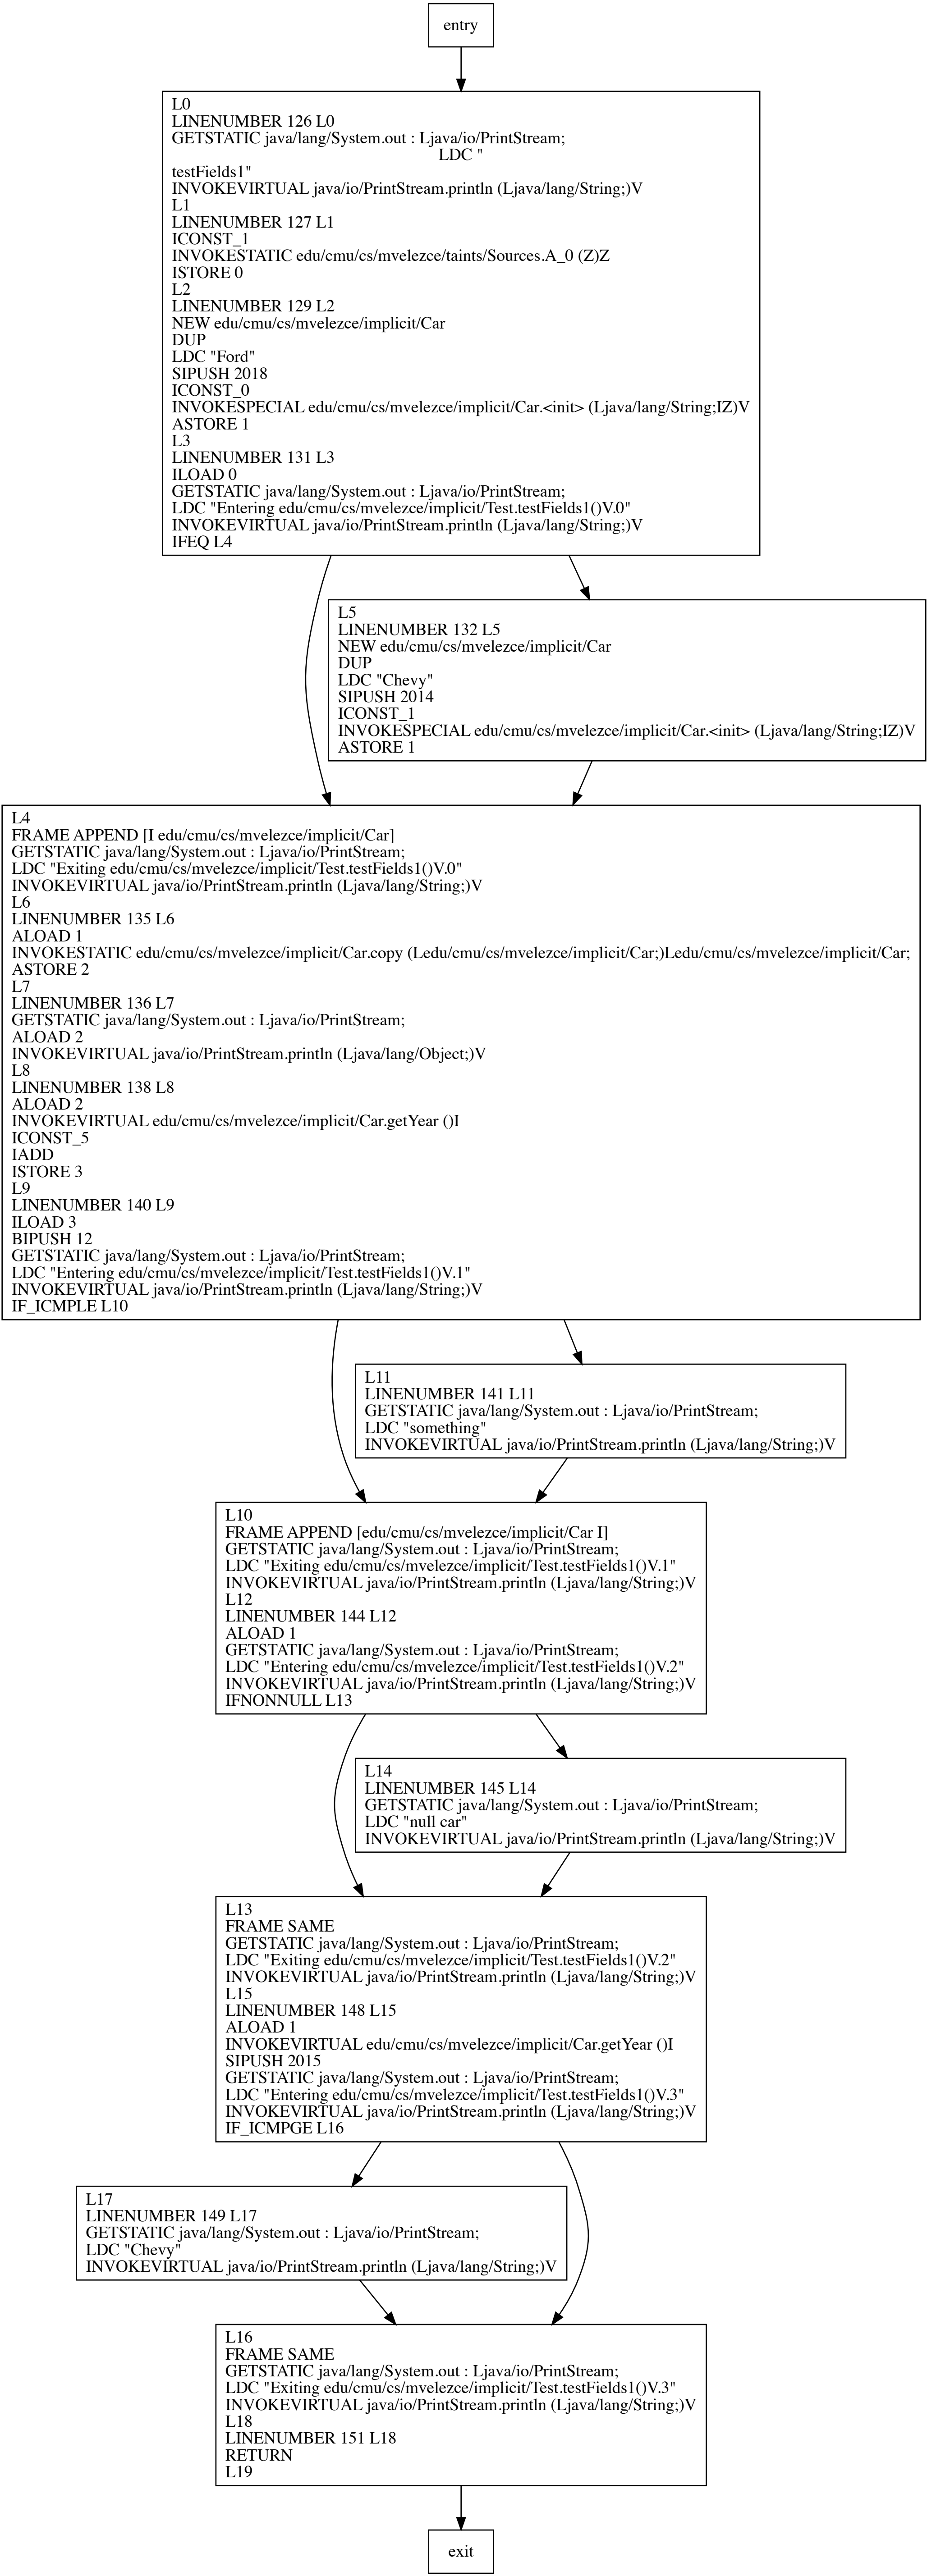 entry
L0
LINENUMBER 126 L0
GETSTATIC java/lang/System.out : Ljava/io/PrintStream;
LDC "
testFields1"
INVOKEVIRTUAL java/io/PrintStream.println (Ljava/lang/String;)V
L1
LINENUMBER 127 L1
ICONST_1
INVOKESTATIC edu/cmu/cs/mvelezce/taints/Sources.A_0 (Z)Z
ISTORE 0
L2
LINENUMBER 129 L2
NEW edu/cmu/cs/mvelezce/implicit/Car
DUP
LDC "Ford"
SIPUSH 2018
ICONST_0
INVOKESPECIAL edu/cmu/cs/mvelezce/implicit/Car.<init> (Ljava/lang/String;IZ)V
ASTORE 1
L3
LINENUMBER 131 L3
ILOAD 0
GETSTATIC java/lang/System.out : Ljava/io/PrintStream;
LDC "Entering edu/cmu/cs/mvelezce/implicit/Test.testFields1()V.0"
INVOKEVIRTUAL java/io/PrintStream.println (Ljava/lang/String;)V
IFEQ L4
L5
LINENUMBER 132 L5
NEW edu/cmu/cs/mvelezce/implicit/Car
DUP
LDC "Chevy"
SIPUSH 2014
ICONST_1
INVOKESPECIAL edu/cmu/cs/mvelezce/implicit/Car.<init> (Ljava/lang/String;IZ)V
ASTORE 1
L4
FRAME APPEND [I edu/cmu/cs/mvelezce/implicit/Car]
GETSTATIC java/lang/System.out : Ljava/io/PrintStream;
LDC "Exiting edu/cmu/cs/mvelezce/implicit/Test.testFields1()V.0"
INVOKEVIRTUAL java/io/PrintStream.println (Ljava/lang/String;)V
L6
LINENUMBER 135 L6
ALOAD 1
INVOKESTATIC edu/cmu/cs/mvelezce/implicit/Car.copy (Ledu/cmu/cs/mvelezce/implicit/Car;)Ledu/cmu/cs/mvelezce/implicit/Car;
ASTORE 2
L7
LINENUMBER 136 L7
GETSTATIC java/lang/System.out : Ljava/io/PrintStream;
ALOAD 2
INVOKEVIRTUAL java/io/PrintStream.println (Ljava/lang/Object;)V
L8
LINENUMBER 138 L8
ALOAD 2
INVOKEVIRTUAL edu/cmu/cs/mvelezce/implicit/Car.getYear ()I
ICONST_5
IADD
ISTORE 3
L9
LINENUMBER 140 L9
ILOAD 3
BIPUSH 12
GETSTATIC java/lang/System.out : Ljava/io/PrintStream;
LDC "Entering edu/cmu/cs/mvelezce/implicit/Test.testFields1()V.1"
INVOKEVIRTUAL java/io/PrintStream.println (Ljava/lang/String;)V
IF_ICMPLE L10
L11
LINENUMBER 141 L11
GETSTATIC java/lang/System.out : Ljava/io/PrintStream;
LDC "something"
INVOKEVIRTUAL java/io/PrintStream.println (Ljava/lang/String;)V
L10
FRAME APPEND [edu/cmu/cs/mvelezce/implicit/Car I]
GETSTATIC java/lang/System.out : Ljava/io/PrintStream;
LDC "Exiting edu/cmu/cs/mvelezce/implicit/Test.testFields1()V.1"
INVOKEVIRTUAL java/io/PrintStream.println (Ljava/lang/String;)V
L12
LINENUMBER 144 L12
ALOAD 1
GETSTATIC java/lang/System.out : Ljava/io/PrintStream;
LDC "Entering edu/cmu/cs/mvelezce/implicit/Test.testFields1()V.2"
INVOKEVIRTUAL java/io/PrintStream.println (Ljava/lang/String;)V
IFNONNULL L13
L14
LINENUMBER 145 L14
GETSTATIC java/lang/System.out : Ljava/io/PrintStream;
LDC "null car"
INVOKEVIRTUAL java/io/PrintStream.println (Ljava/lang/String;)V
L13
FRAME SAME
GETSTATIC java/lang/System.out : Ljava/io/PrintStream;
LDC "Exiting edu/cmu/cs/mvelezce/implicit/Test.testFields1()V.2"
INVOKEVIRTUAL java/io/PrintStream.println (Ljava/lang/String;)V
L15
LINENUMBER 148 L15
ALOAD 1
INVOKEVIRTUAL edu/cmu/cs/mvelezce/implicit/Car.getYear ()I
SIPUSH 2015
GETSTATIC java/lang/System.out : Ljava/io/PrintStream;
LDC "Entering edu/cmu/cs/mvelezce/implicit/Test.testFields1()V.3"
INVOKEVIRTUAL java/io/PrintStream.println (Ljava/lang/String;)V
IF_ICMPGE L16
L17
LINENUMBER 149 L17
GETSTATIC java/lang/System.out : Ljava/io/PrintStream;
LDC "Chevy"
INVOKEVIRTUAL java/io/PrintStream.println (Ljava/lang/String;)V
L16
FRAME SAME
GETSTATIC java/lang/System.out : Ljava/io/PrintStream;
LDC "Exiting edu/cmu/cs/mvelezce/implicit/Test.testFields1()V.3"
INVOKEVIRTUAL java/io/PrintStream.println (Ljava/lang/String;)V
L18
LINENUMBER 151 L18
RETURN
L19
exit